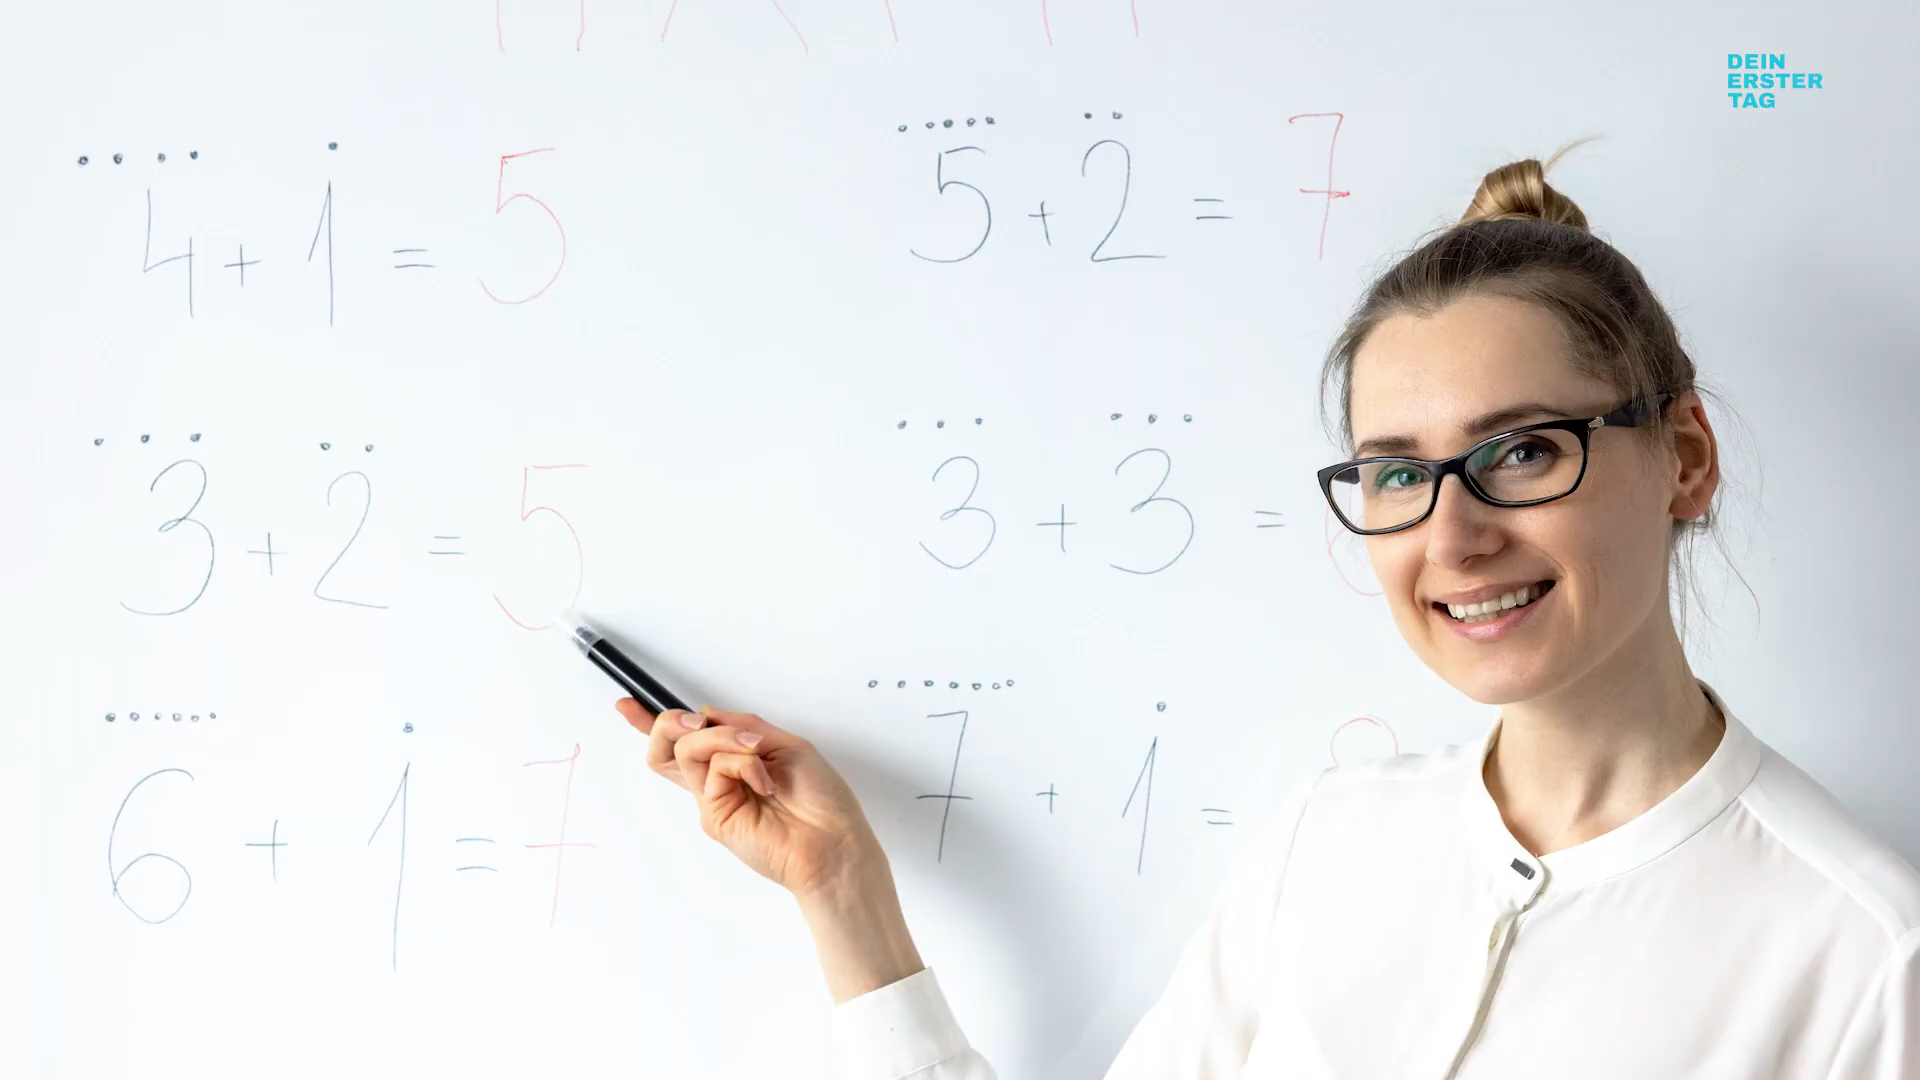 DEIN
ERSTER
TAG
4 + 1 = 5
5 + 2 = 7
3 + 2 = 5
3 + 3 =
6 + 1 = 7
7 + 1 =